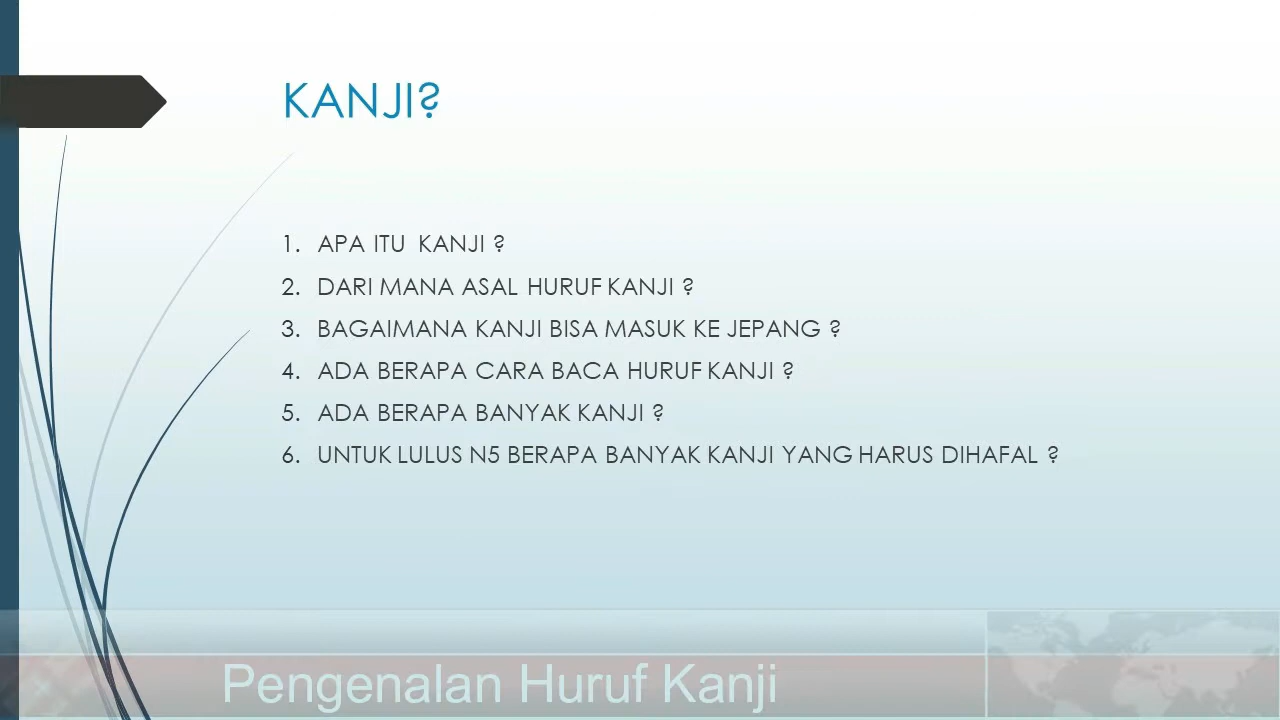 KANJI?
1. APA ITU KANJI ?
2. DARI MANA ASAL HURUF KANJI ?
3. BAGAIMANA KANJI BISA MASUK KE JEPANG ?
4. ADA BERAPA CARA BACA HURUF KANJI ?
5. ADA BERAPA BANYAK KANJI ?
6. UNTUK LULUS N5 BERAPA BANYAK KANJI YANG HARUS DIHAFAL ?
Pengenalan Huruf Kanji